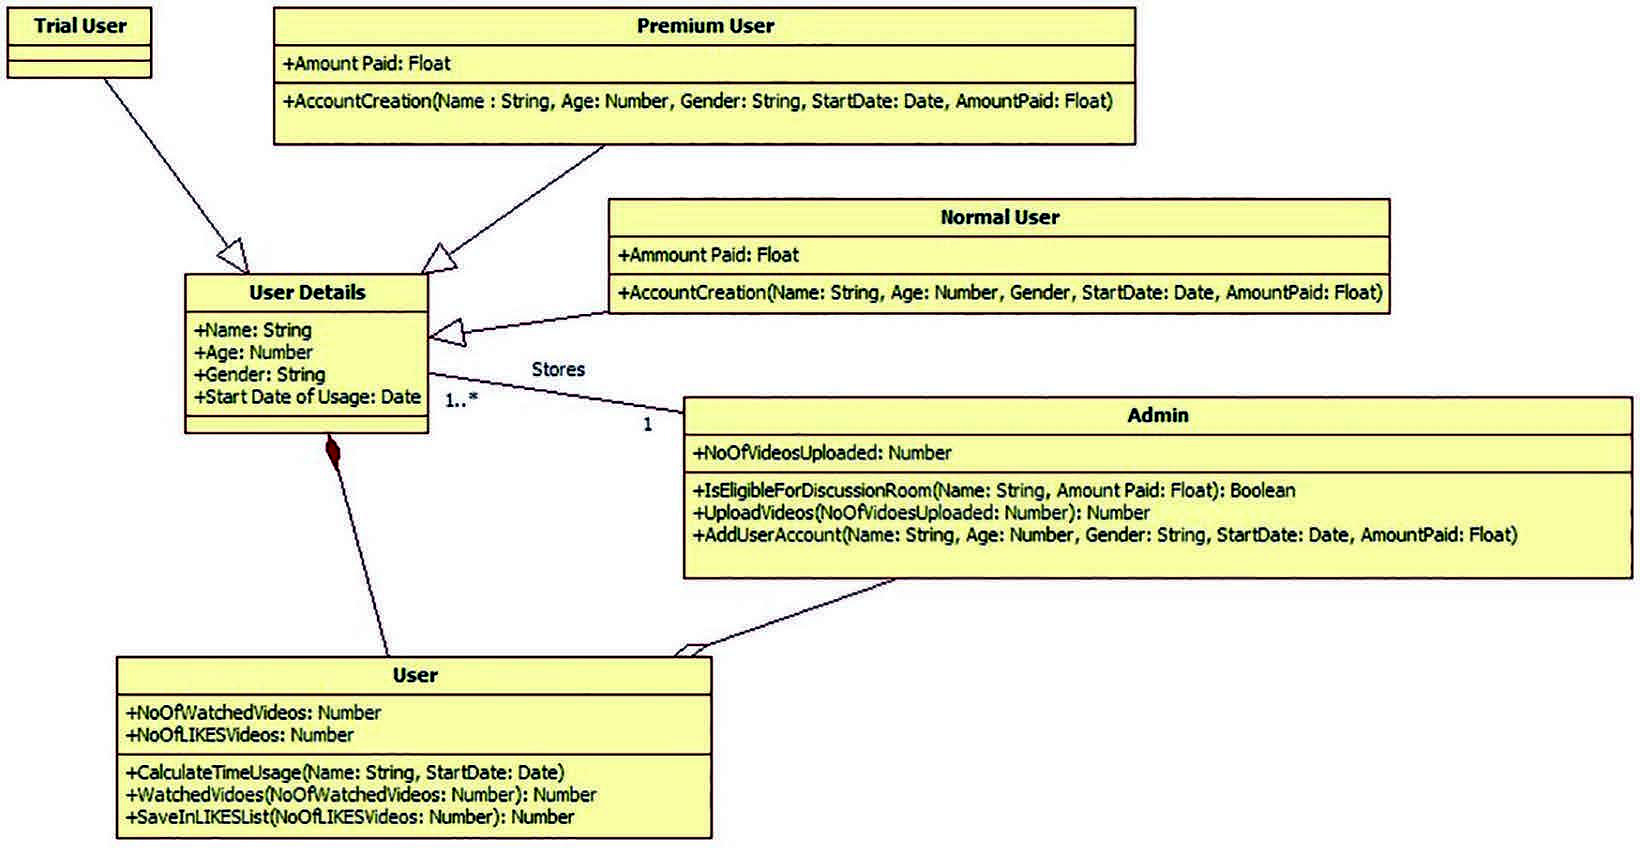 Trial User
Premium User
+Amount Paid: Float
+AccountCreation(Name : String, Age: Number, Gender: String, StartDate: Date, AmountPaid: Float)
Normal User
+Ammount Paid: Float
+AccountCreation(Name: String, Age: Number, Gender, StartDate: Date, AmountPaid: Float)
User Details
+Name: String
+Age: Number
+Gender: String
+Start Date of Usage: Date
Stores
1..*
1
Admin
+NoOfVideosUploaded: Number
+IsEligibleForDiscussionRoom(Name: String, Amount Paid: Float): Boolean
+UploadVideos(NoOfVidoesUploaded: Number): Number
+AddUserAccount(Name: String, Age: Number, Gender: String, StartDate: Date, AmountPaid: Float)
User
+NoOfWatchedVideos: Number
+NoOfLIKESVideos: Number
+CalculateTimeUsage(Name: String, StartDate: Date)
+WatchedVidoes(NoOfWatchedVideos: Number): Number
+SaveInLIKESList(NoOfLIKESVideos: Number): Number